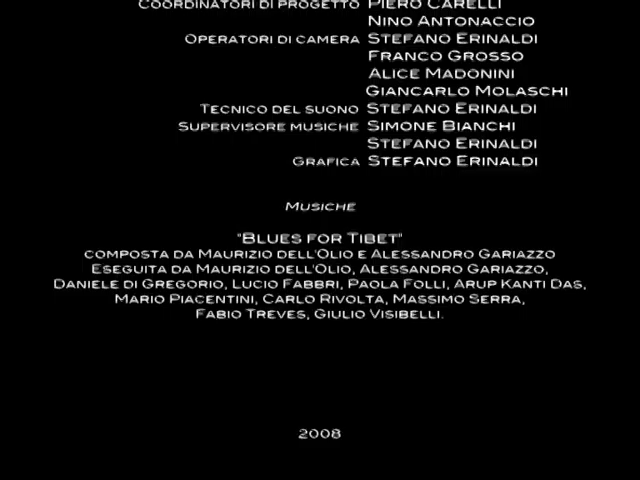 COORDINATORI DI PROGETTO PIERO CARELLI
NINO ANTONACCIO
OPERATORI DI CAMERA STEFANO ERINALDI
FRANCO GROSSO
ALICE MADONINI
GIANCARLO MOLASCHI
TECNICO DEL SUONO STEFANO ERINALDI
SUPERVISORE MUSICHE SIMONE BIANCHI
STEFANO ERINALDI
GRAFICA STEFANO ERINALDI
MUSICHE
"BLUES FOR TIBET"
COMPOSTA DA MAURIZIO DELL'OLIO E ALESSANDRO GARIAZZO
ESEGUITA DA MAURIZIO DELL'OLIO, ALESSANDRO GARIAZZO,
DANIELE DI GREGORIO, LUCIO FABBRI, PAOLA FOLLI, ARUP KANTI DAS,
MARIO PIACENTINI, CARLO RIVOLTA, MASSIMO SERRA,
FABIO TREVES, GIULIO VISIBELLI.
2008